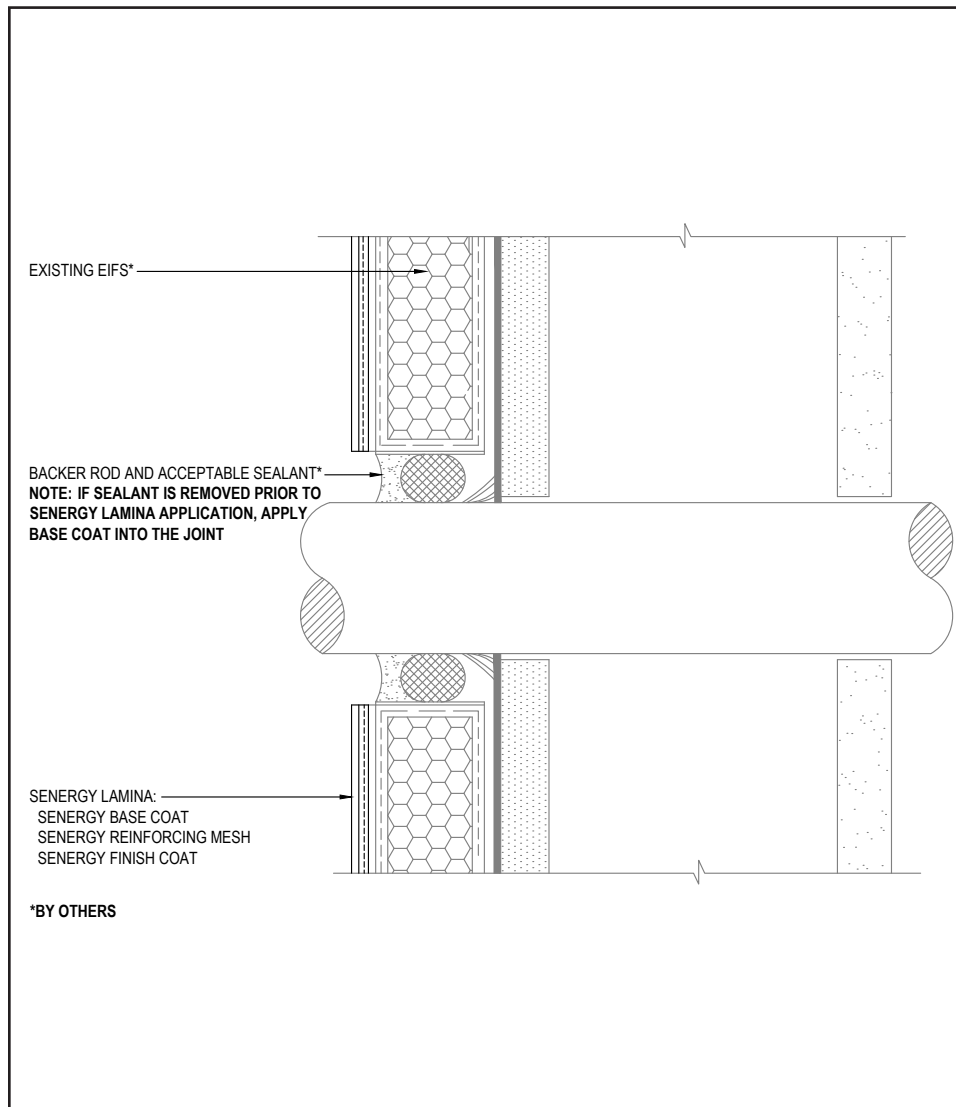 EXISTING EIFS*
BACKER ROD AND ACCEPTABLE SEALANT*
NOTE: IF SEALANT IS REMOVED PRIOR TO
SENERGY LAMINA APPLICATION, APPLY
BASE COAT INTO THE JOINT
SENERGY LAMINA:
SENERGY BASE COAT
SENERGY REINFORCING MESH
SENERGY FINISH COAT
*BY OTHERS